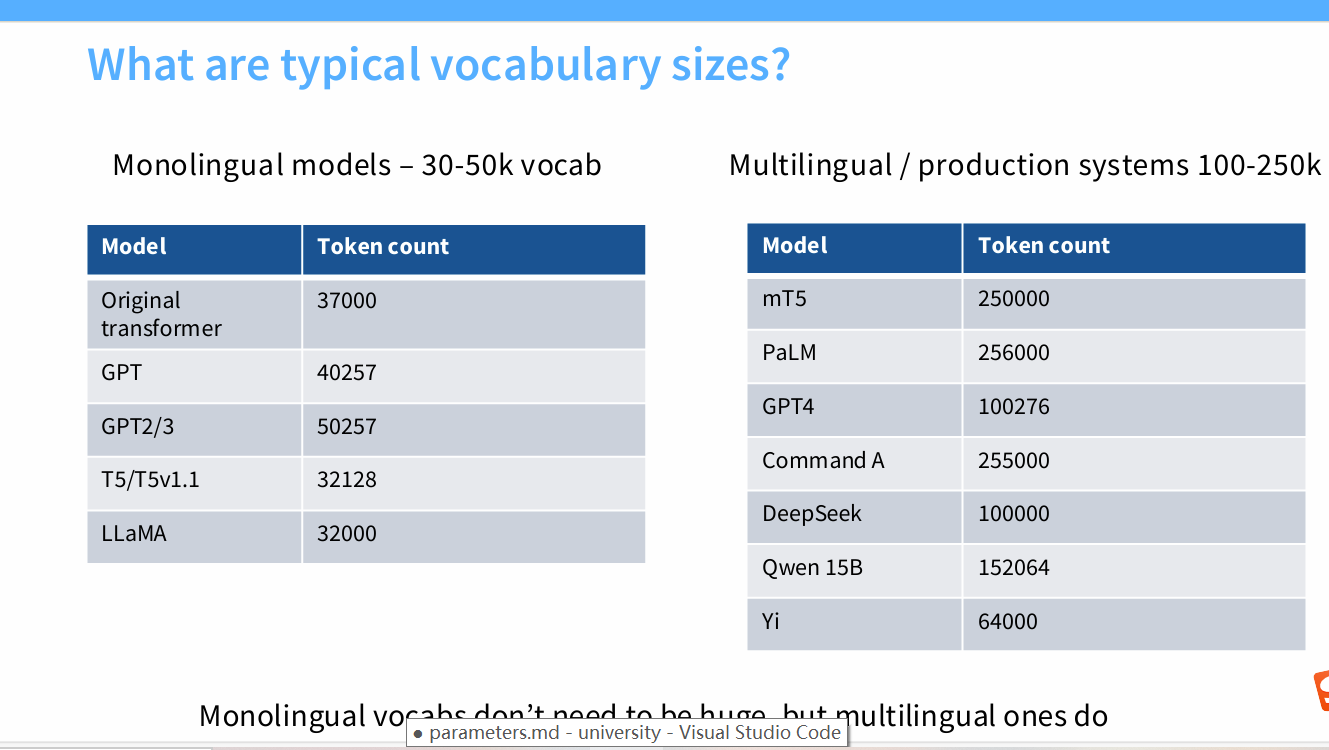 What are typical vocabulary sizes?
Monolingual models – 30-50k vocab
Model Token count
Original
transformer 37000
GPT 40257
GPT2/3 50257
T5/T5v1.1 32128
LLaMA 32000
Multilingual / production systems 100-250k
Model Token count
mT5 250000
PaLM 256000
GPT4 100276
Command A 255000
DeepSeek 100000
Qwen 15B 152064
Yi 64000
Monolingual vocabs don’t need to be huge, but multilingual ones do
● parameters.md - university - Visual Studio Code